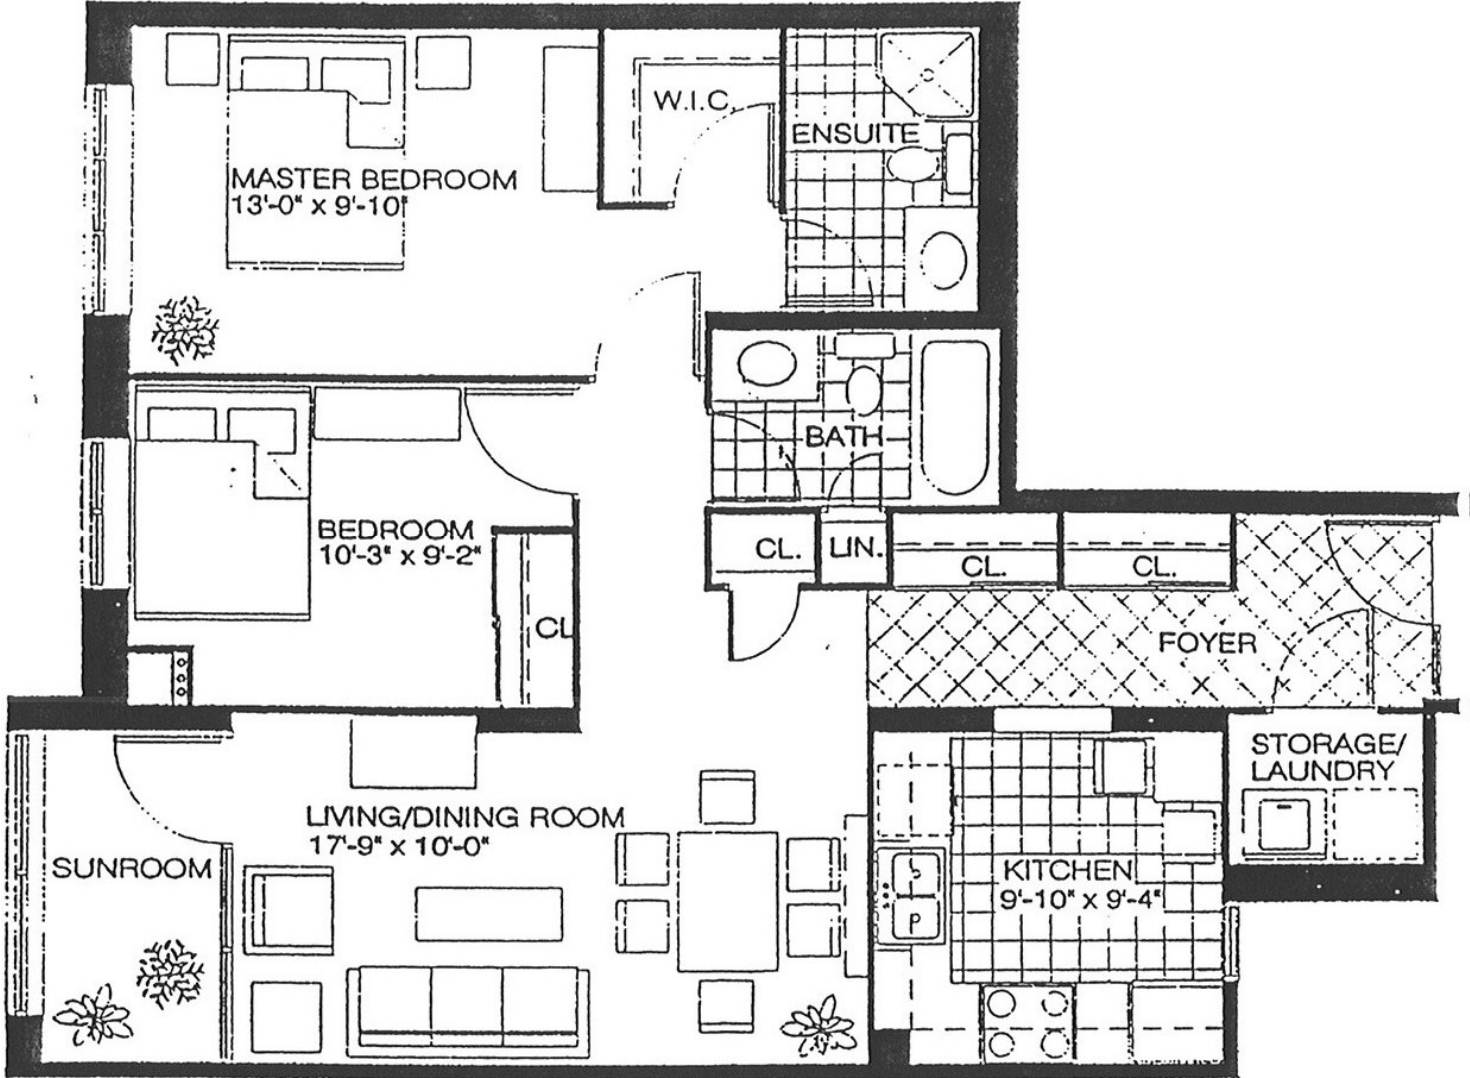 W.I.C.
ENSUITE
MASTER BEDROOM
13'-0" x 9'-10"
BATH
BEDROOM
10'-3" x 9'-2"
CL.
LIN.
CL.
CL.
CL
FOYER
STORAGE/
LAUNDRY
LIVING/DINING ROOM
17'-9" x 10'-0"
SUNROOM
KITCHEN
9'-10" x 9'-4"
S
P